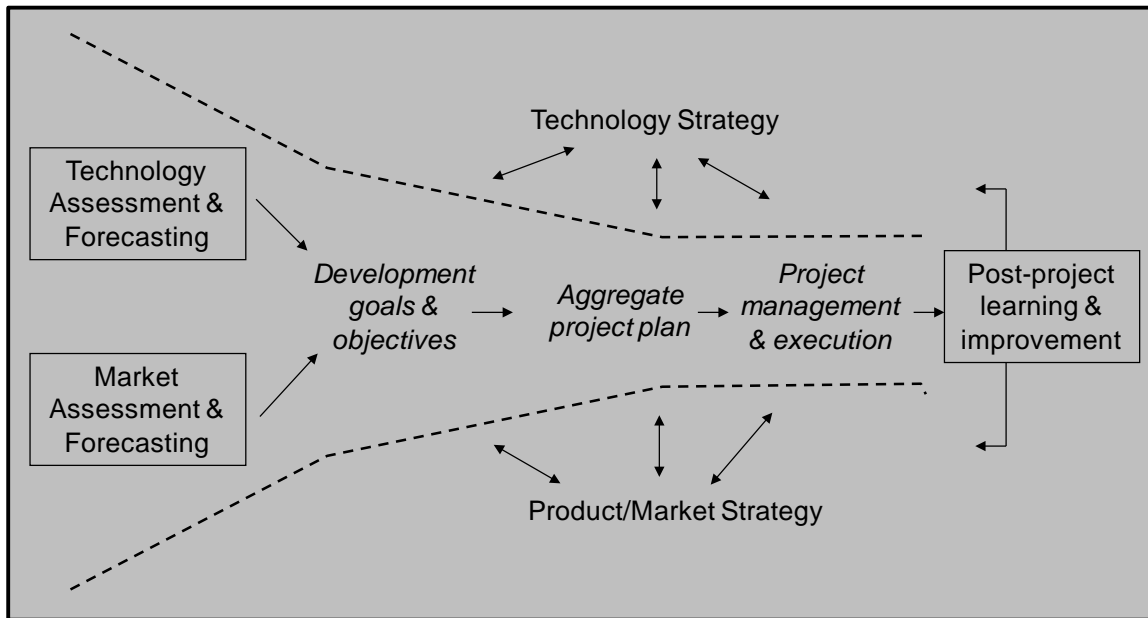 Technology Strategy
Technology
Assessment &
Forecasting
Development
goals &
objectives
Aggregate
project plan
Project
management
& execution
Post-project
learning &
improvement
Market
Assessment &
Forecasting
Product/Market Strategy